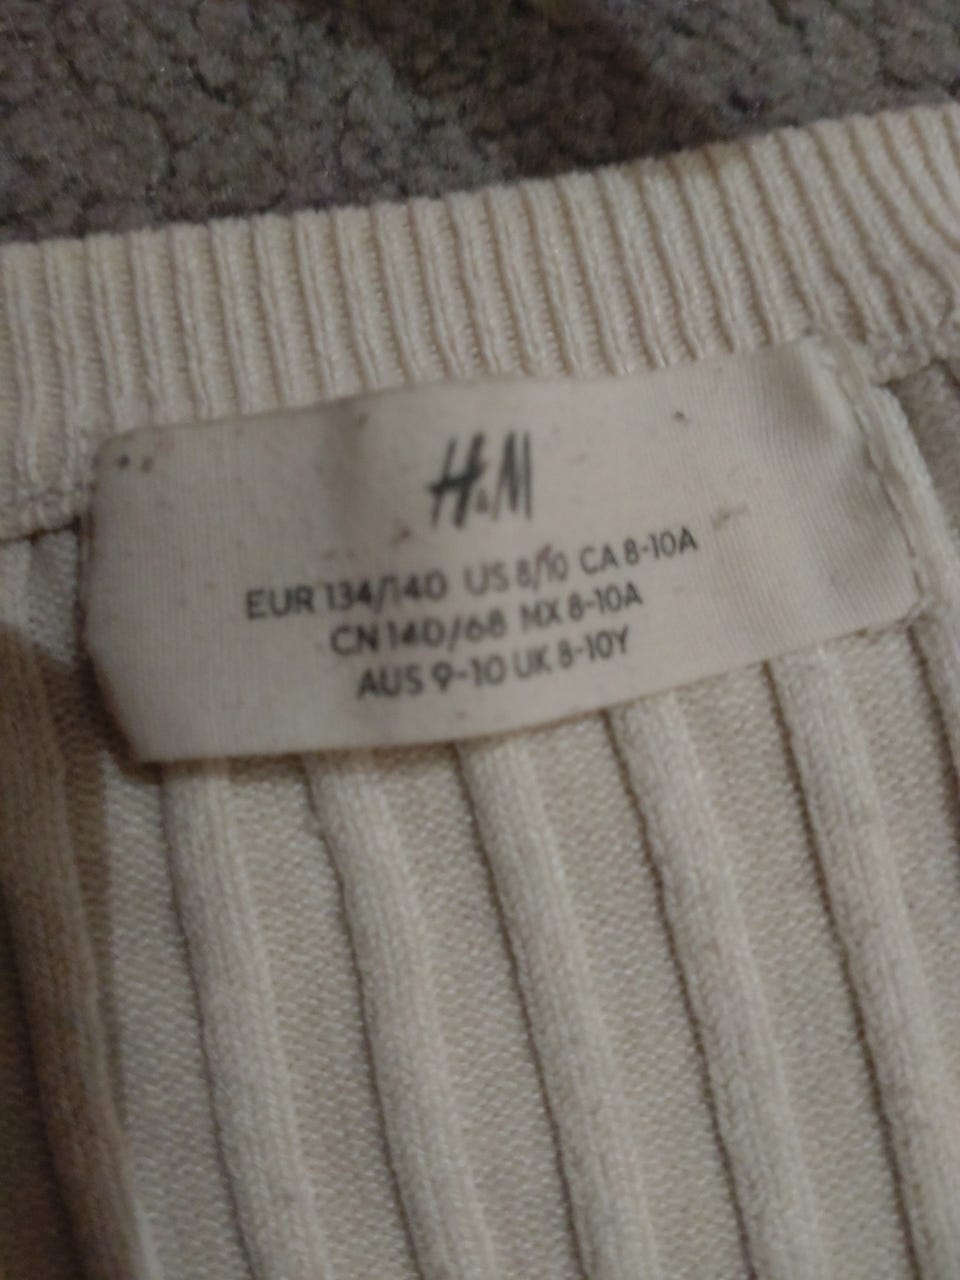 H&M
EUR 134/140 US 8/10 CA 8-10A
CN 140/68 MX 8-10A
AUS 9-10 UK 8-10Y